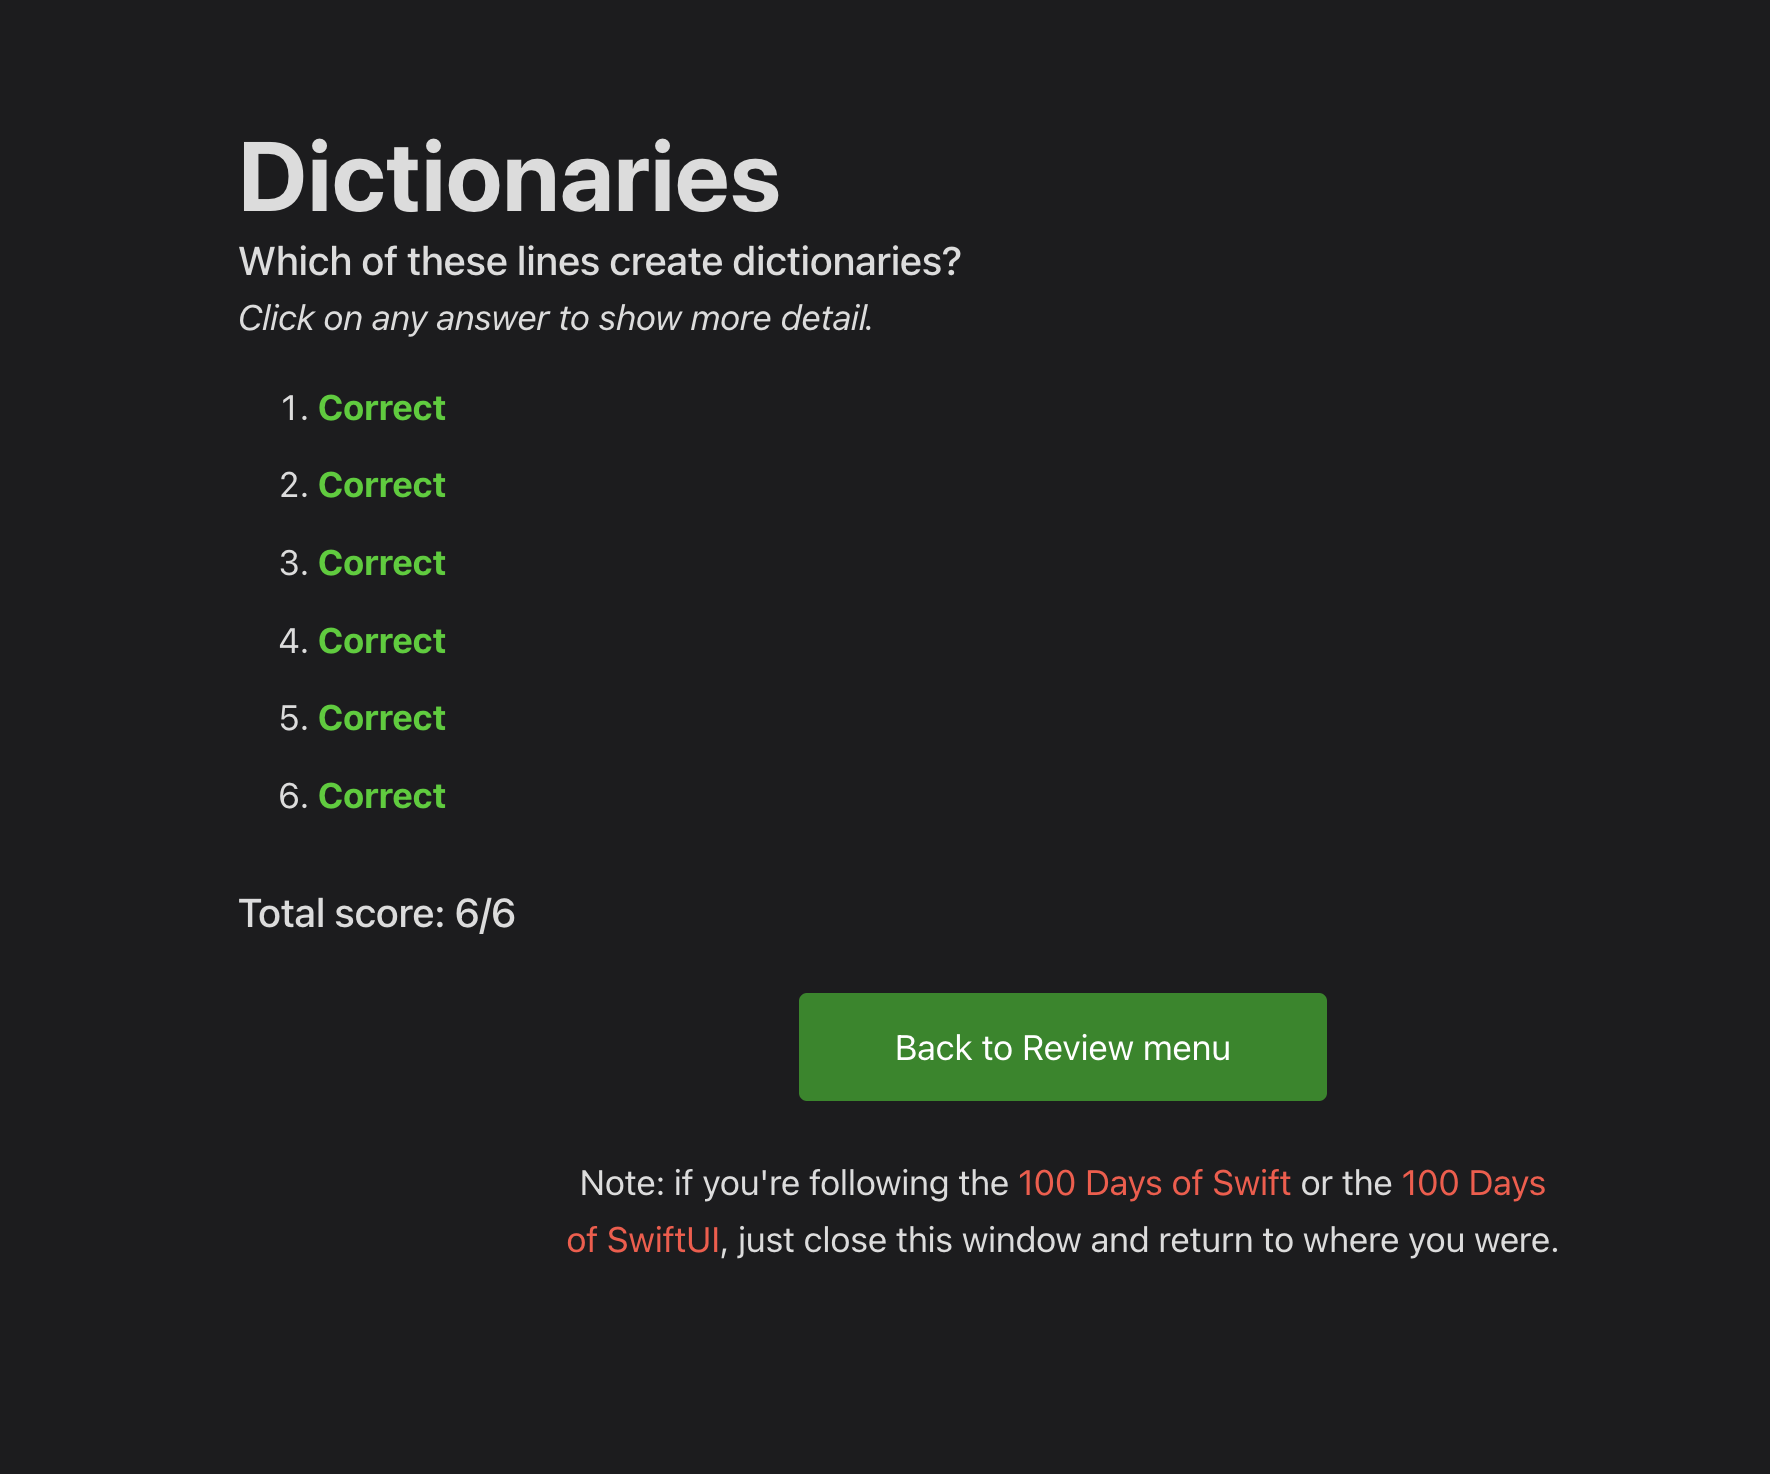 Dictionaries
Which of these lines create dictionaries?
Click on any answer to show more detail.
1. Correct
2. Correct
3. Correct
4. Correct
5. Correct
6. Correct
Total score: 6/6
Back to Review menu
Note: if you're following the 100 Days of Swift or the 100 Days
of SwiftUI, just close this window and return to where you were.